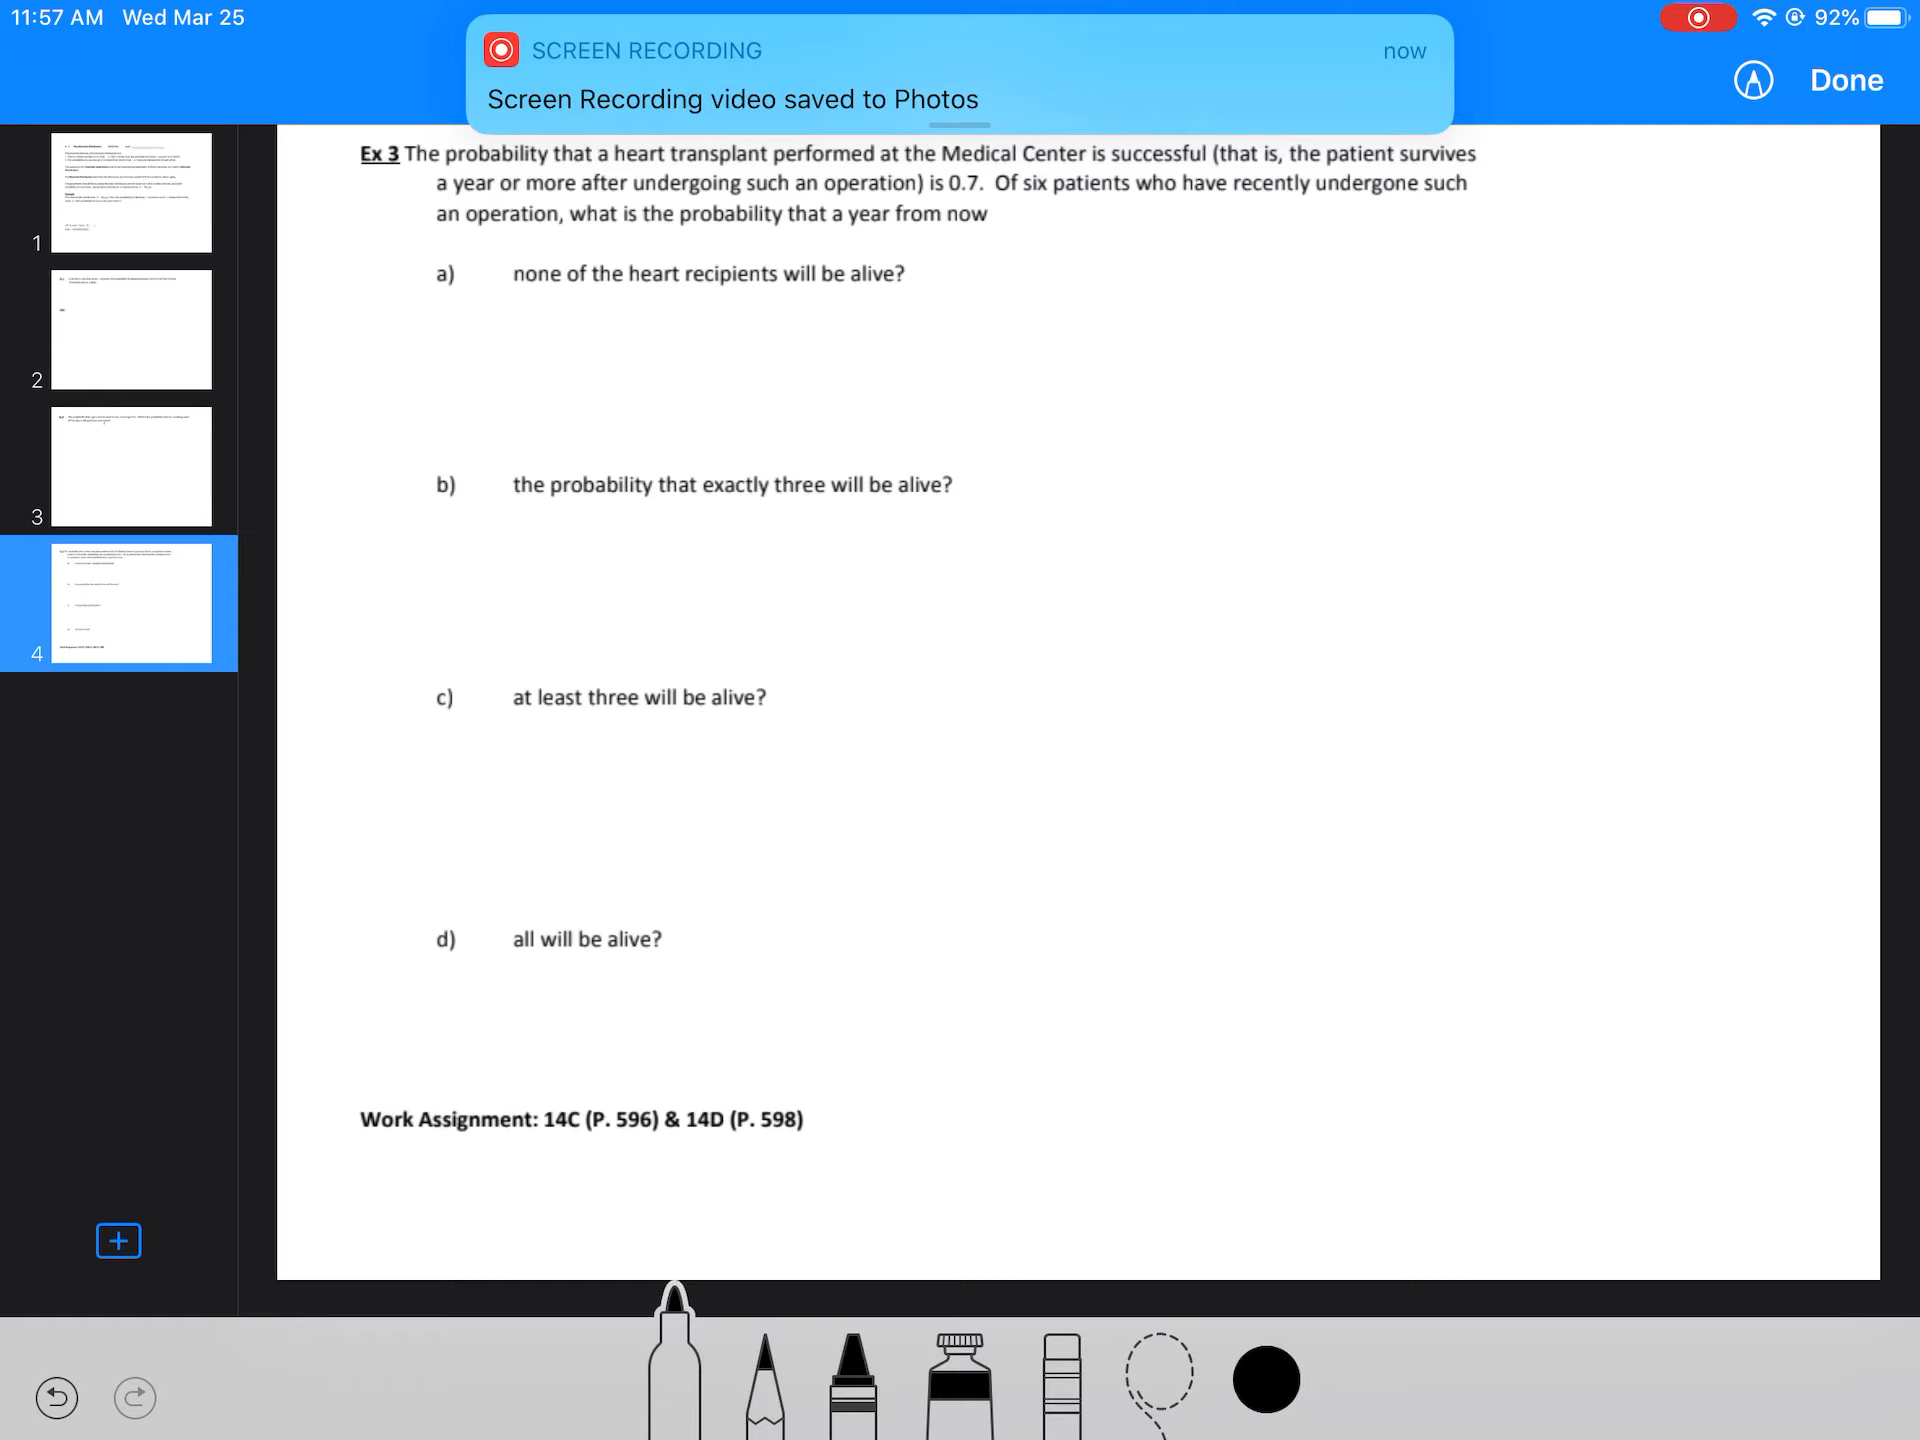 11:57 AM Wed Mar 25
92%
SCREEN RECORDING
now
Screen Recording video saved to Photos
Done
Ex 3 The probability that a heart transplant performed at the Medical Center is successful (that is, the patient survives
a year or more after undergoing such an operation) is 0.7. Of six patients who have recently undergone such
an operation, what is the probability that a year from now
a) none of the heart recipients will be alive?
b) the probability that exactly three will be alive?
c) at least three will be alive?
d) all will be alive?
Work Assignment: 14C (P. 596) & 14D (P. 598)
1
2
3
4